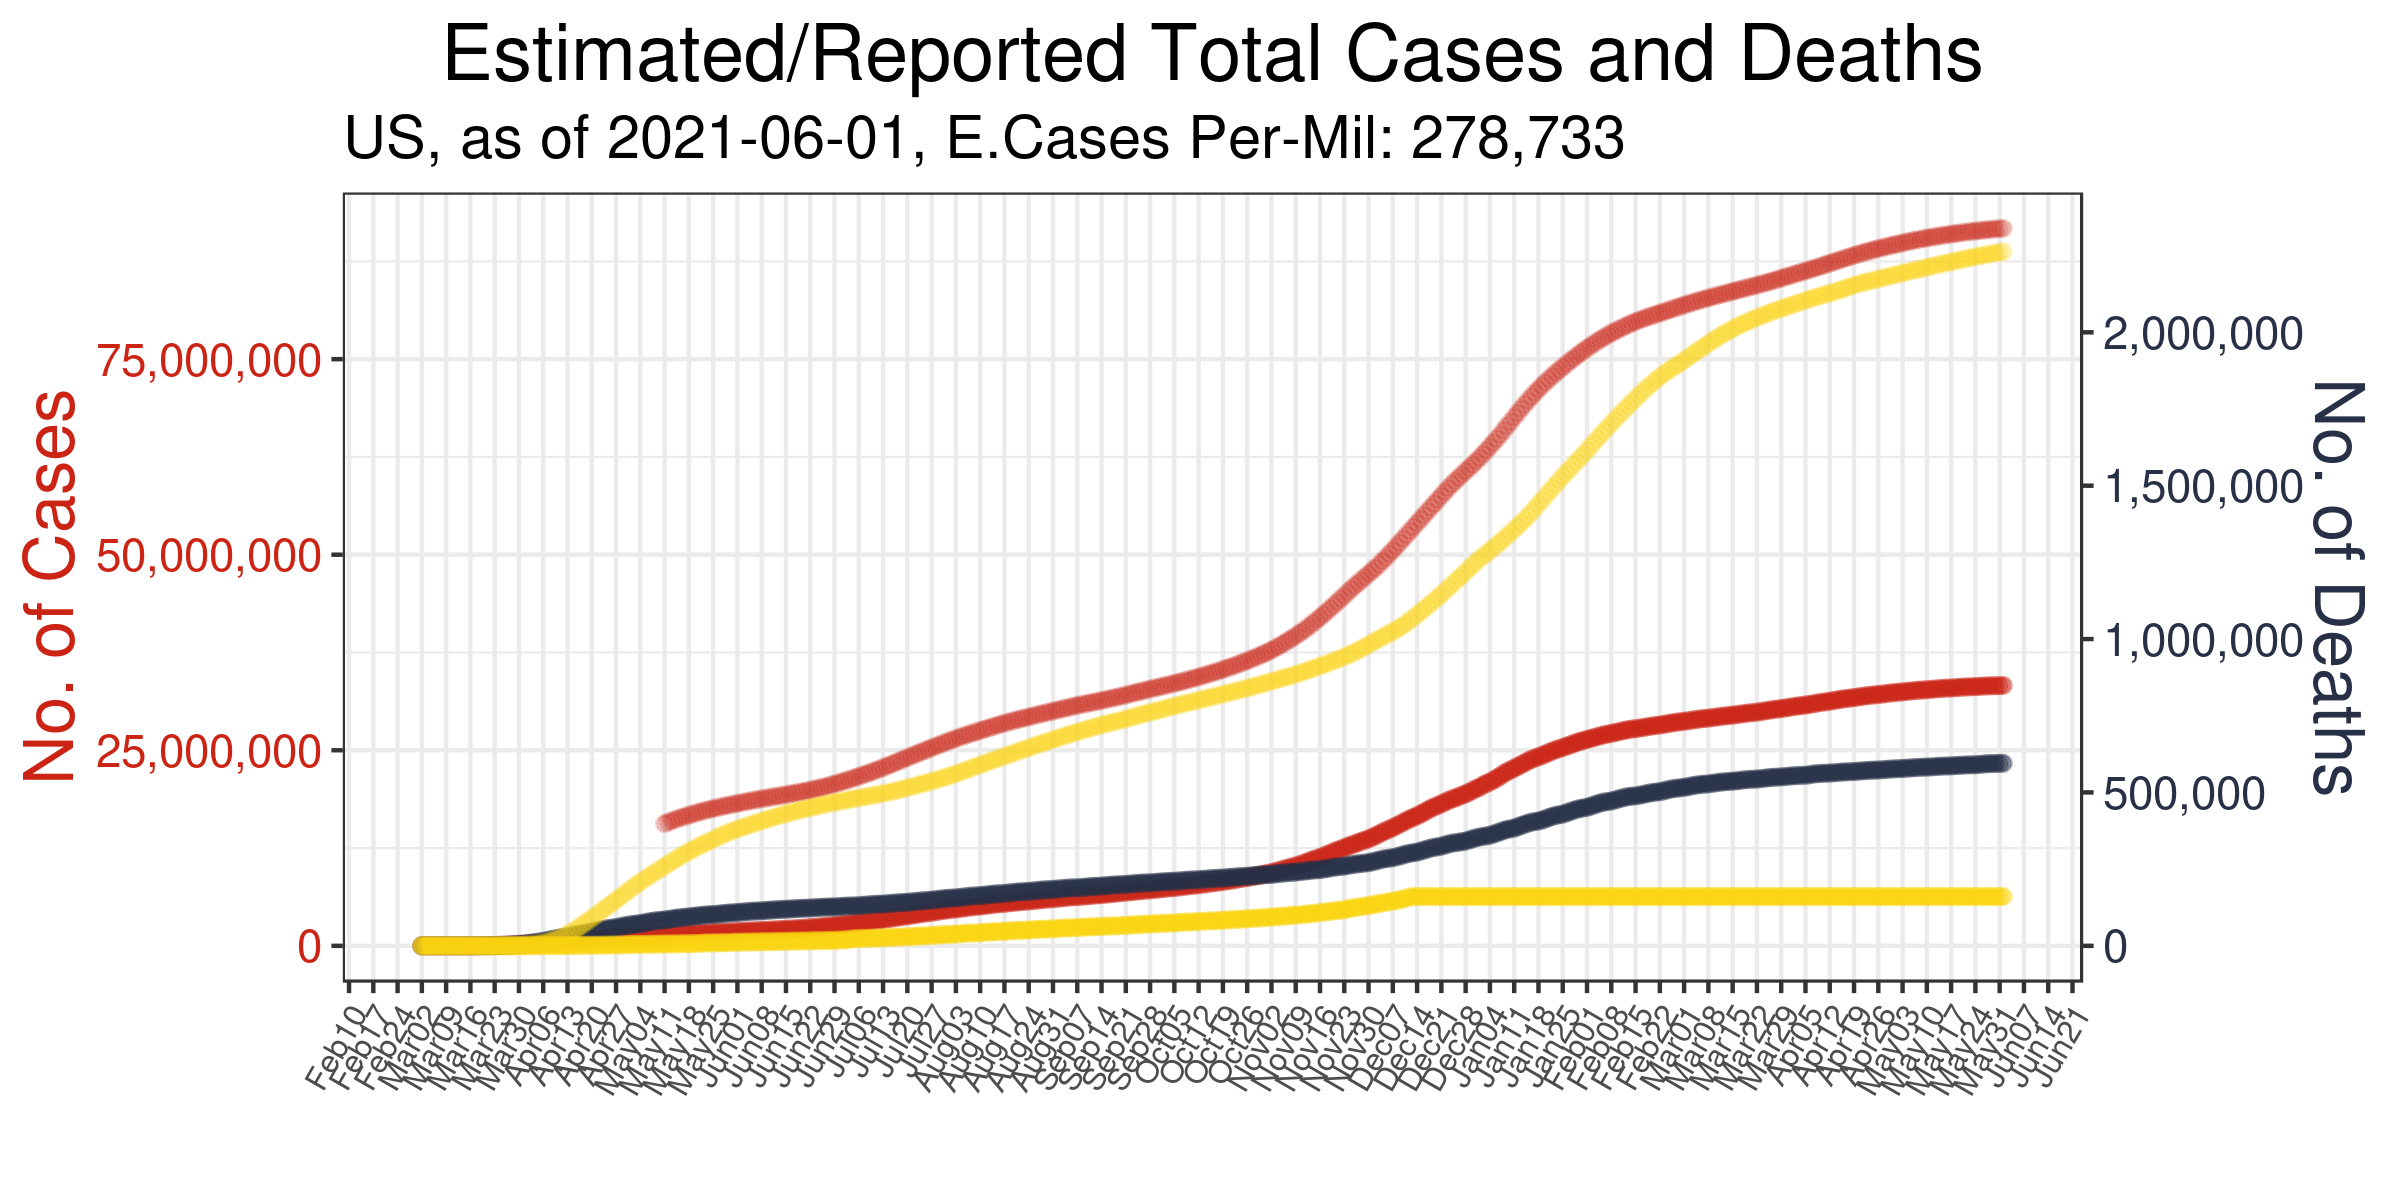 Estimated/Reported Total Cases and Deaths
US, as of 2021-06-01, E.Cases Per-Mil: 278,733
No. of Cases
75,000,000
50,000,000
25,000,000
0
No. of Deaths
2,000,000
1,500,000
1,000,000
500,000
0
Feb10
Feb17
Feb24
Mar02
Mar09
Mar16
Mar23
Mar30
Apr06
Apr13
Apr20
Apr27
May04
May11
May18
May25
Jun01
Jun08
Jun15
Jun22
Jun29
Jul06
Jul13
Jul20
Jul27
Aug03
Aug10
Aug17
Aug24
Aug31
Sep07
Sep14
Sep21
Sep28
Oct05
Oct12
Oct19
Oct26
Nov02
Nov09
Nov16
Nov23
Nov30
Dec07
Dec14
Dec21
Dec28
Jan04
Jan11
Jan18
Jan25
Feb01
Feb08
Feb15
Feb22
Mar01
Mar08
Mar15
Mar22
Mar29
Apr05
Apr12
Apr19
Apr26
May03
May10
May17
May24
May31
Jun07
Jun14
Jun21